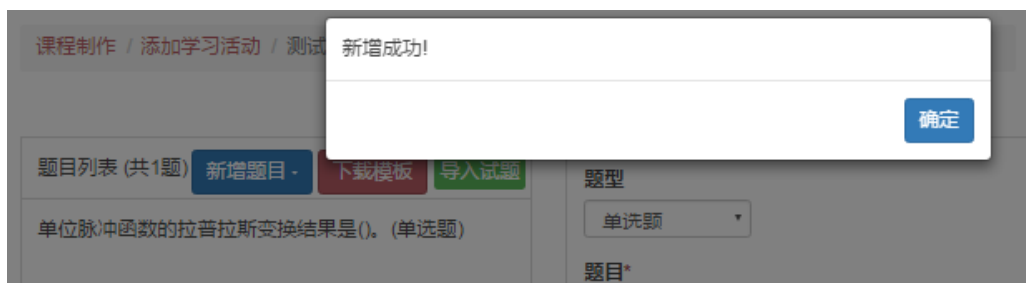 课程制作 / 添加学习活动 / 测试
新增成功!
确定
题目列表 (共1题) 新增题目 下载模板 导入试题
单位脉冲函数的拉普拉斯变换结果是()。(单选题)
题型
单选题
题目*